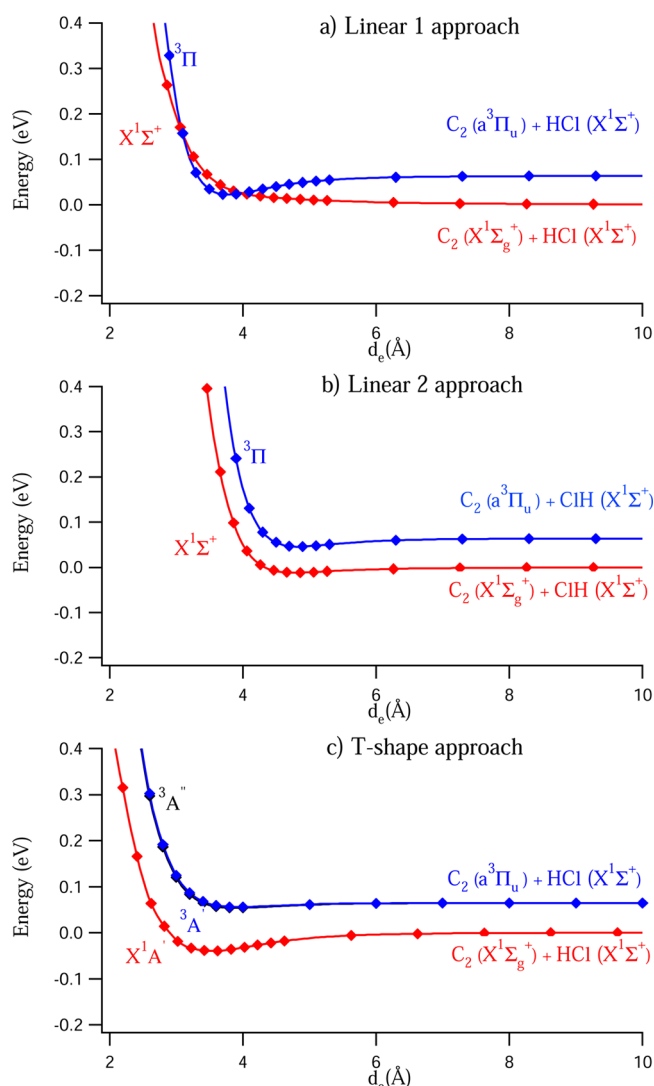 a) Linear 1 approach
0.4
0.3
0.2
0.1
0.0
-0.1
-0.2
Energy (eV)
³Π
X¹Σ⁺
C₂ (a³Πᵤ) + HCl (X¹Σ⁺)
C₂ (X¹Σg⁺) + HCl (X¹Σ⁺)
2
4
6
8
10
dₑ(Å)
b) Linear 2 approach
0.4
0.3
0.2
0.1
0.0
-0.1
-0.2
Energy (eV)
³Π
X¹Σ⁺
C₂ (a³Πᵤ) + ClH (X¹Σ⁺)
C₂ (X¹Σg⁺) + ClH (X¹Σ⁺)
2
4
6
8
10
dₑ(Å)
c) T-shape approach
0.4
0.3
0.2
0.1
0.0
-0.1
-0.2
Energy (eV)
³A"
³A'
X¹A'
C₂ (a³Πᵤ) + HCl (X¹Σ⁺)
C₂ (X¹Σg⁺) + HCl (X¹Σ⁺)
2
4
6
8
10
dₑ(Å)